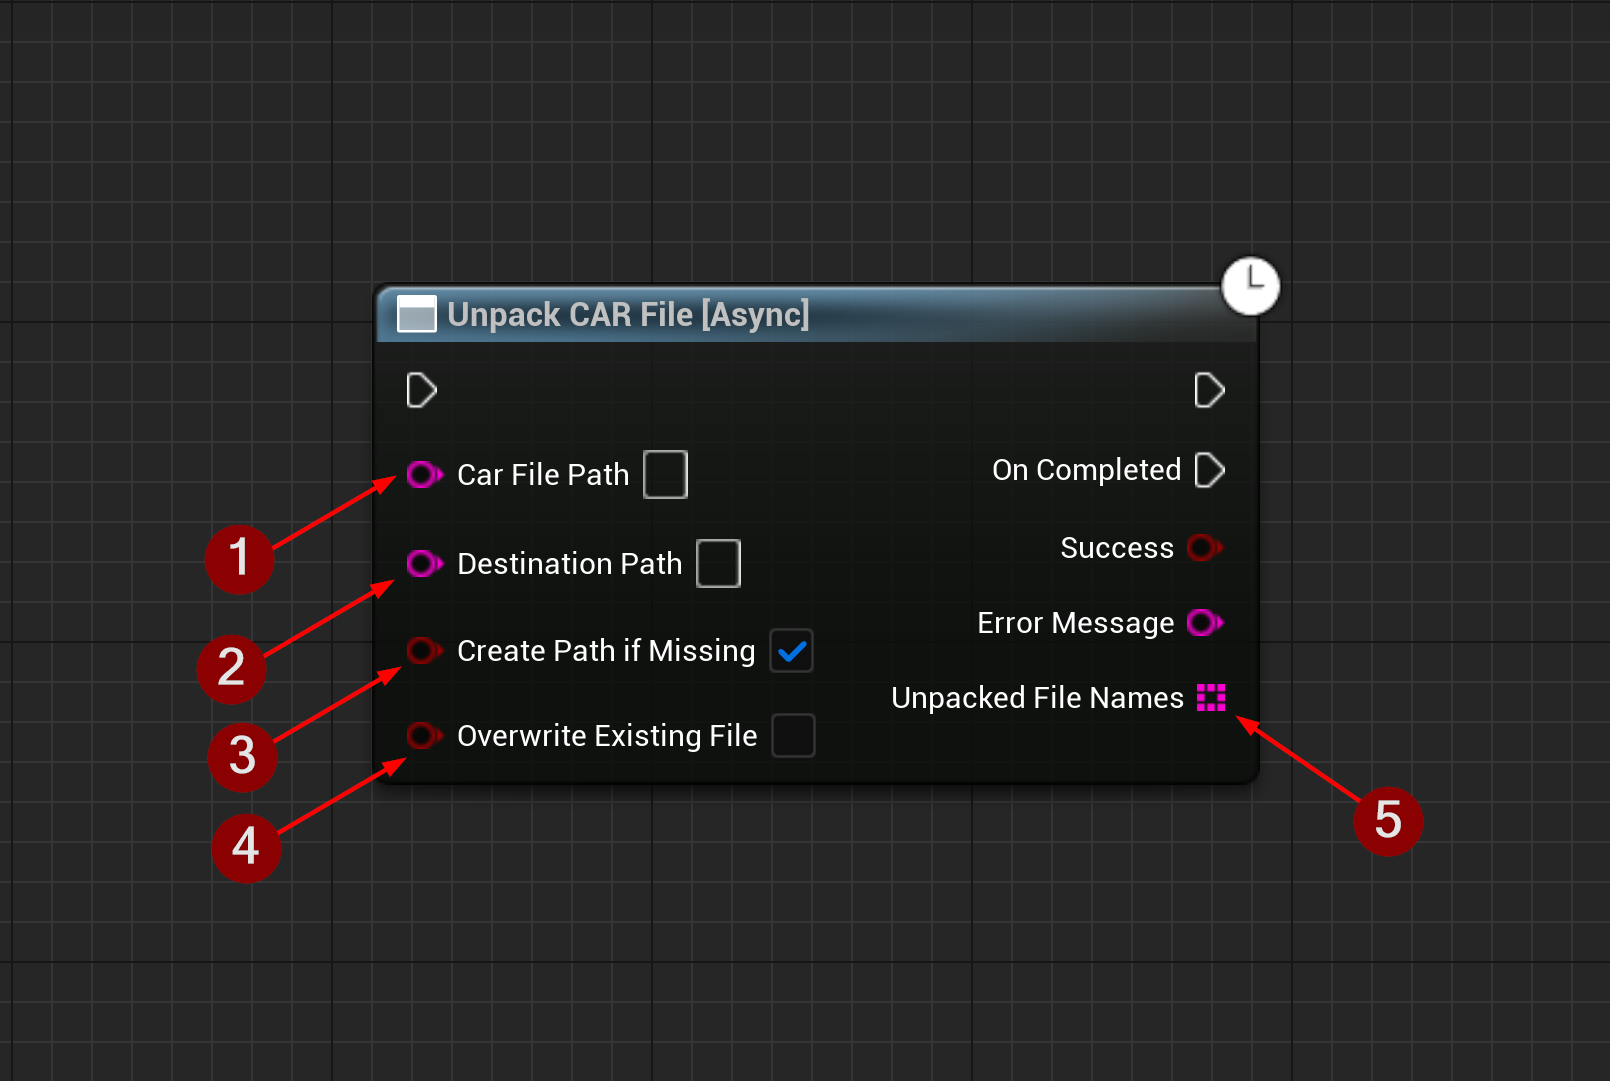 Unpack CAR File [Async]
Car File Path
On Completed
1
Destination Path
Success
2
Create Path if Missing
Error Message
3
Overwrite Existing File
Unpacked File Names
4
5